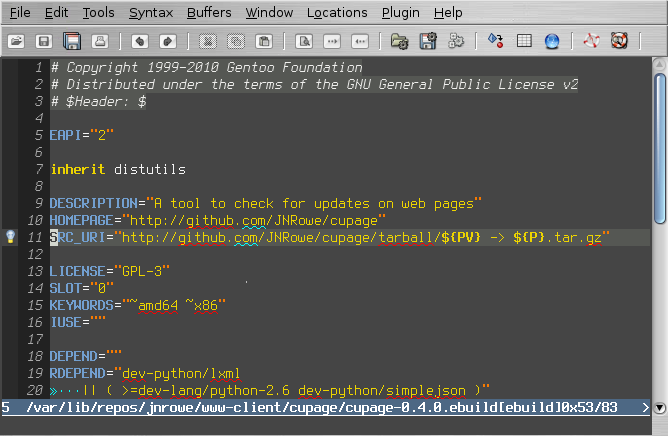 File Edit Tools Syntax Buffers Window Locations Plugin Help
1 # Copyright 1999-2010 Gentoo Foundation
2 # Distributed under the terms of the GNU General Public License v2
3 # $Header: $
4
5 EAPI="2"
6
7 inherit distutils
8
9 DESCRIPTION="A tool to check for updates on web pages"
10 HOMEPAGE="http://github.com/JNRowe/cupage"
11 SRC_URI="http://github.com/JNRowe/cupage/tarball/${PV} -> ${P}.tar.gz"
12
13 LICENSE="GPL-3"
14 SLOT="0"
15 KEYWORDS="~amd64 ~x86"
16 IUSE=""
17
18 DEPEND=""
19 RDEPEND="dev-python/lxml
20 »···|| ( >=dev-lang/python-2.6 dev-python/simplejson )"
5 /var/lib/repos/jnrowe/www-client/cupage/cupage-0.4.0.ebuild[ebuild]0x53/83 >